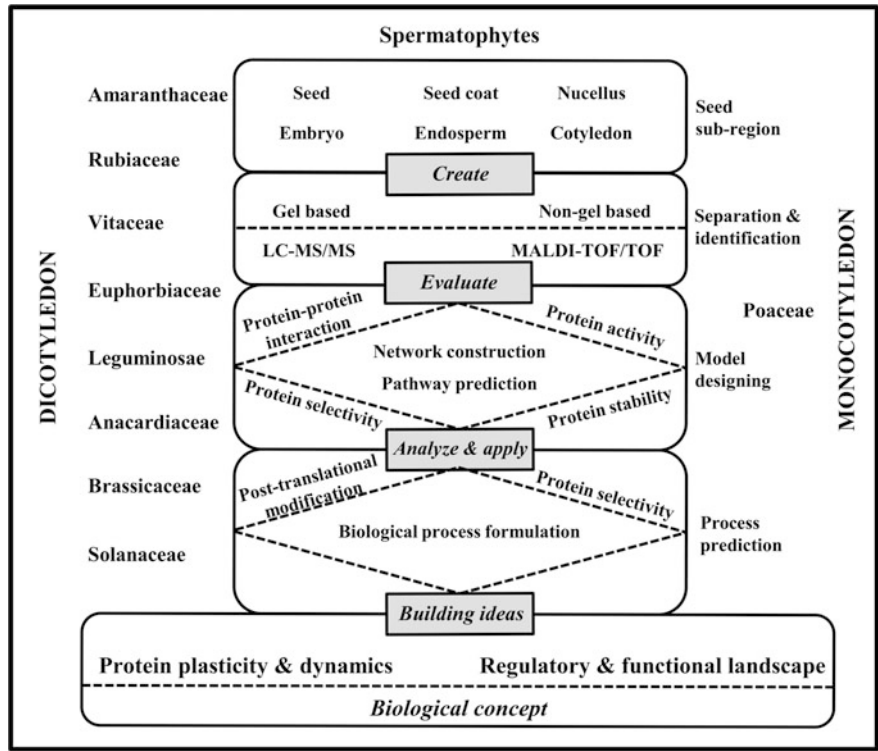 Spermatophytes
Amaranthaceae
Rubiaceae
Vitaceae
Euphorbiaceae
Leguminosae
Anacardiaceae
Brassicaceae
Solanaceae
DICOTYLEDON
Seed Seed coat Nucellus
Embryo Endosperm Cotyledon
Seed
sub-region
Create
Gel based Non-gel based
LC-MS/MS MALDI-TOF/TOF
Separation &
identification
Evaluate
Protein-protein
interaction
Protein activity
Network construction
Pathway prediction
Protein selectivity
Protein stability
Model
designing
Poaceae
MONOCOTYLEDON
Analyze & apply
Post-translational
modification
Protein selectivity
Biological process formulation
Process
prediction
Building ideas
Protein plasticity & dynamics Regulatory & functional landscape
Biological concept